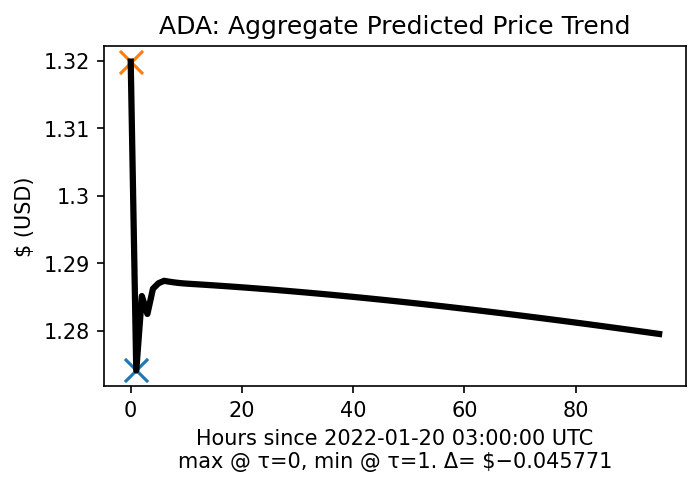 ADA: Aggregate Predicted Price Trend
1.32
1.31
1.3
1.29
1.28
$ (USD)
0 20 40 60 80
Hours since 2022-01-20 03:00:00 UTC
max @ τ=0, min @ τ=1. Δ= $−0.045771